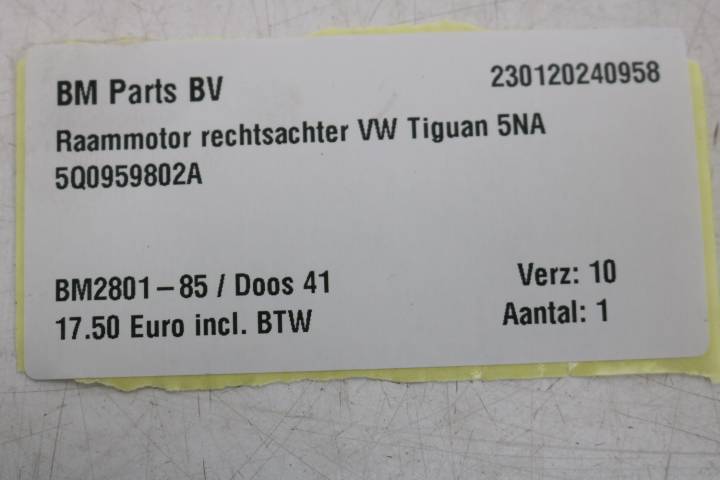 BM Parts BV 230120240958
Raammotor rechtsachter VW Tiguan 5NA
5Q0959802A
BM2801-85 / Doos 41 Verz: 10
17.50 Euro incl. BTW Aantal: 1